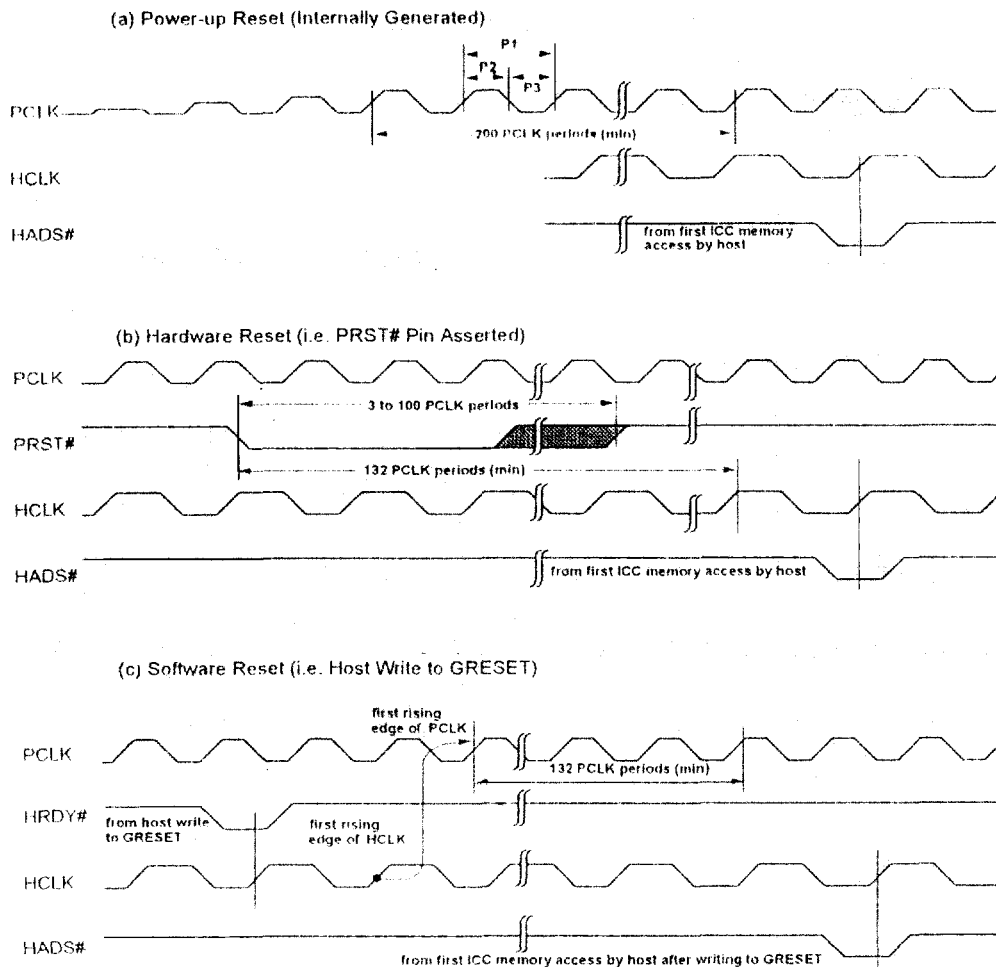 (a) Power-up Reset (Internally Generated)
P1
P2
P3
PCLK
200 PCLK periods (min)
HCLK
HADS#
from first ICC memory
access by host
(b) Hardware Reset (i.e. PRST# Pin Asserted)
PCLK
3 to 100 PCLK periods
PRST#
132 PCLK periods (min)
HCLK
HADS#
from first ICC memory access by host
(c) Software Reset (i.e. Host Write to GRESET)
first rising
edge of PCLK
PCLK
132 PCLK periods (min)
HRDY#
from host write
to GRESET
first rising
edge of HCLK
HCLK
HADS#
from first ICC memory access by host after writing to GRESET